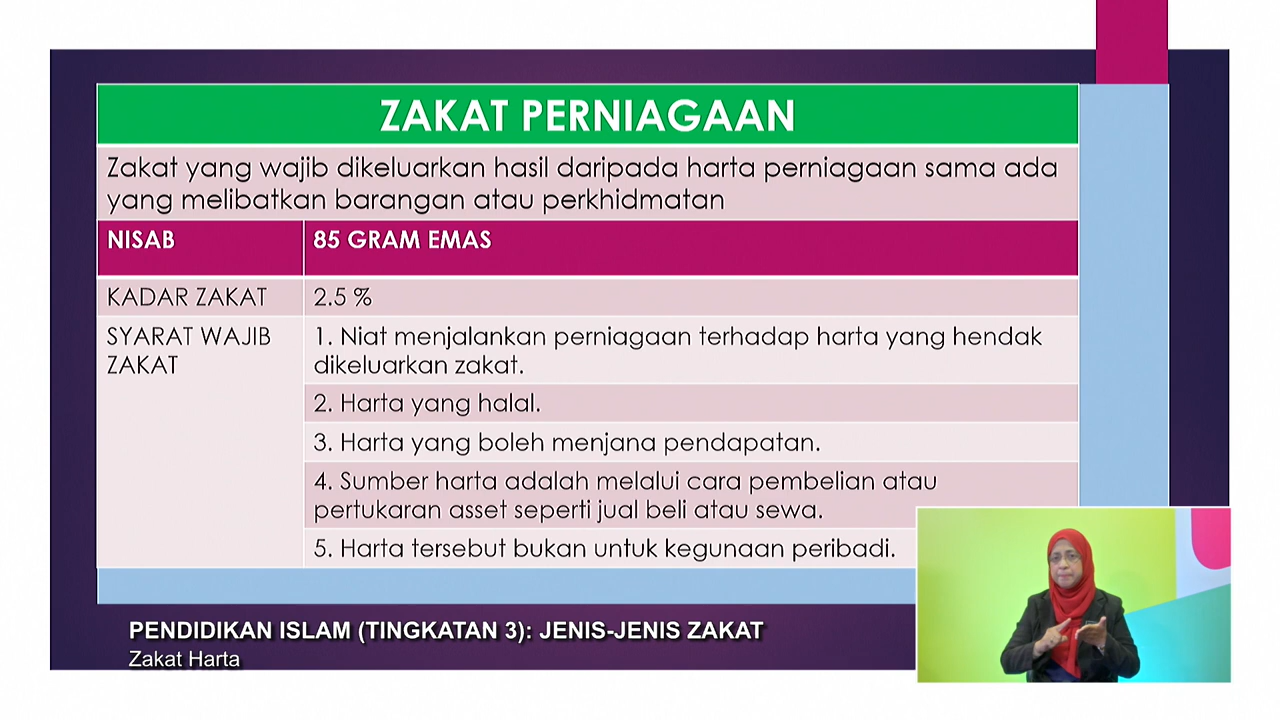 ZAKAT PERNIAGAAN
Zakat yang wajib dikeluarkan hasil daripada harta perniagaan sama ada
yang melibatkan barangan atau perkhidmatan
NISAB
85 GRAM EMAS
KADAR ZAKAT
2.5 %
SYARAT WAJIB
ZAKAT
1. Niat menjalankan perniagaan terhadap harta yang hendak
dikeluarkan zakat.
2. Harta yang halal.
3. Harta yang boleh menjana pendapatan.
4. Sumber harta adalah melalui cara pembelian atau
pertukaran asset seperti jual beli atau sewa.
5. Harta tersebut bukan untuk kegunaan peribadi.
PENDIDIKAN ISLAM (TINGKATAN 3): JENIS-JENIS ZAKAT
Zakat Harta